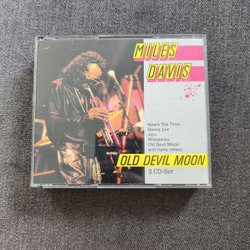 MILES
DAVIS
Now's The Time
Donna Lee
Jeru
Milestones
Old Devil Moon
and many others
OLD DEVIL MOON
3 CD-Set